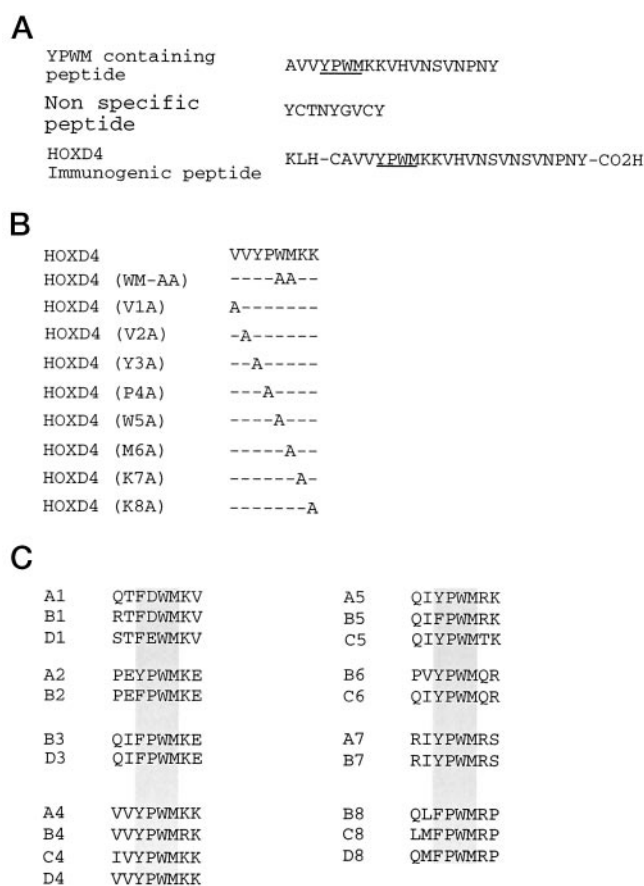 A
YPWM containing peptide AVVYPWMKKVHVNSVNPNY
Non specific peptide YCTNYGVCY
HOXD4 Immunogenic peptide KLH-CAVVYPWMKKVHVNSVNSVNPNY-CO2H
B
HOXD4 VVYPWMKK
HOXD4 (WM-AA) ----AA--
HOXD4 (V1A) A-------
HOXD4 (V2A) -A------
HOXD4 (Y3A) --A-----
HOXD4 (P4A) ---A----
HOXD4 (W5A) ----A---
HOXD4 (M6A) -----A--
HOXD4 (K7A) ------A-
HOXD4 (K8A) -------A
C
A1 QTFDWMKV
B1 RTFDWMKV
D1 STFEWMKV
A2 PEYPWMKE
B2 PEFPWMKE
B3 QIFPWMKE
D3 QIFPWMKE
A4 VVYPWMKK
B4 VVYPWMRK
C4 IVYPWMKK
D4 VVYPWMKK
A5 QIYPWMRK
B5 QIFPWMRK
C5 QIYPWMTK
B6 PVYPWMQR
C6 QIYPWMQR
A7 RIYPWMRS
B7 RIYPWMRS
B8 QLFPWMRP
C8 LMFPWMRP
D8 QMFPWMRP